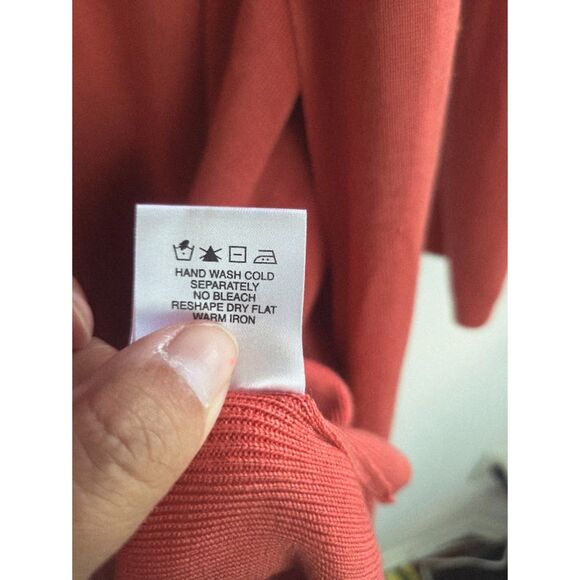 HAND WASH COLD
SEPARATELY
NO BLEACH
RESHAPE DRY FLAT
WARM IRON